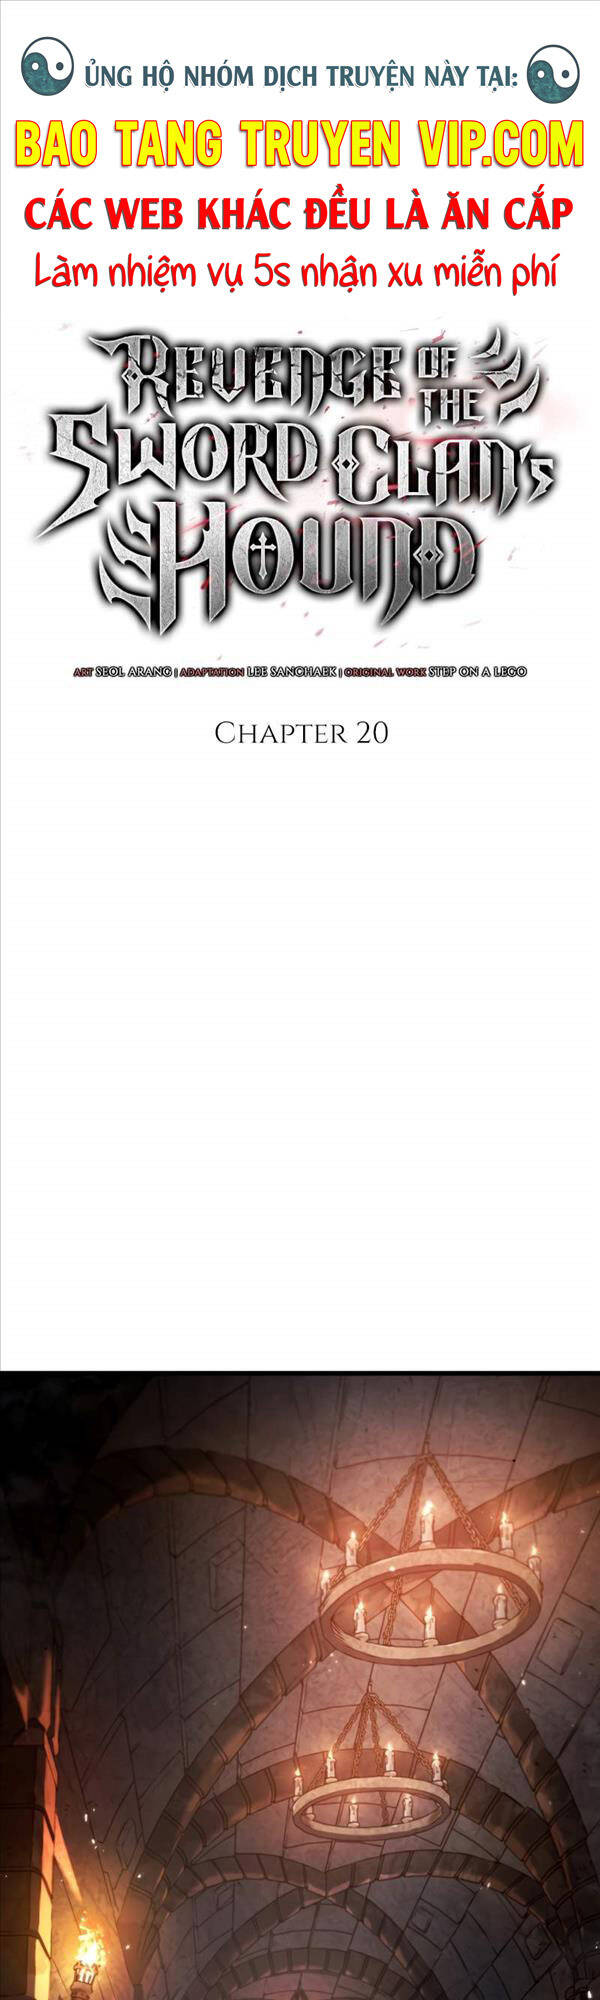 ỦNG HỘ NHÓM DỊCH TRUYỆN NÀY TẠI:
BAO TANG TRUYEN VIP.COM
CÁC WEB KHÁC ĐỀU LÀ ĂN CẮP
Làm nhiệm vụ 5s nhận xu miễn phí
REVENGE OF
THE
SWORD CLAN'S
HOUND
ART SEOL ARANG | ADAPTATION LEE SANCHAEK | ORIGINAL WORK STEP ON A LEGO
CHAPTER 20